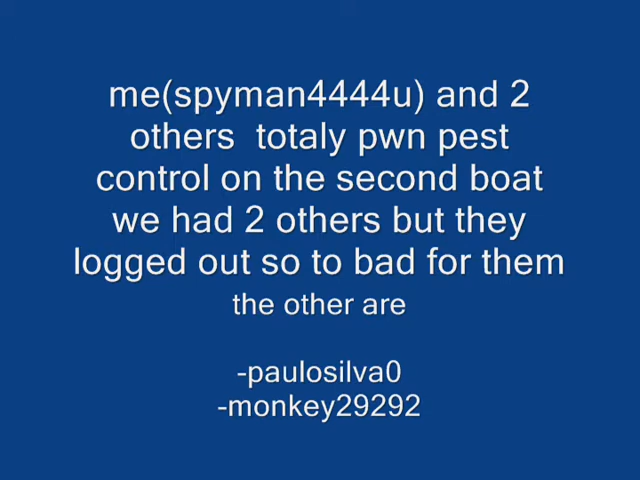 me(spyman4444u) and 2
others  totaly pwn pest
control on the second boat
we had 2 others but they
logged out so to bad for them
the other are
-paulosilva0
-monkey29292